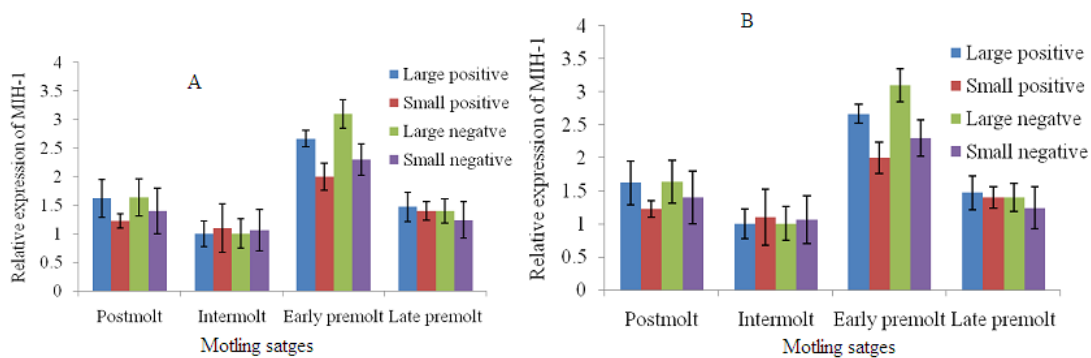 A
Relative expression of MIH-1
4
3.5
3
2.5
2
1.5
1
0.5
0
Large positive
Small positive
Large negatve
Small negative
Postmolt Intermolt Early premolt Late premolt
Motling satges
B
Relative expression of MIH-1
4
3.5
3
2.5
2
1.5
1
0.5
0
Large positive
Small positive
Large negatve
Small negative
Postmolt Intermolt Early premolt Late premolt
Motling satges